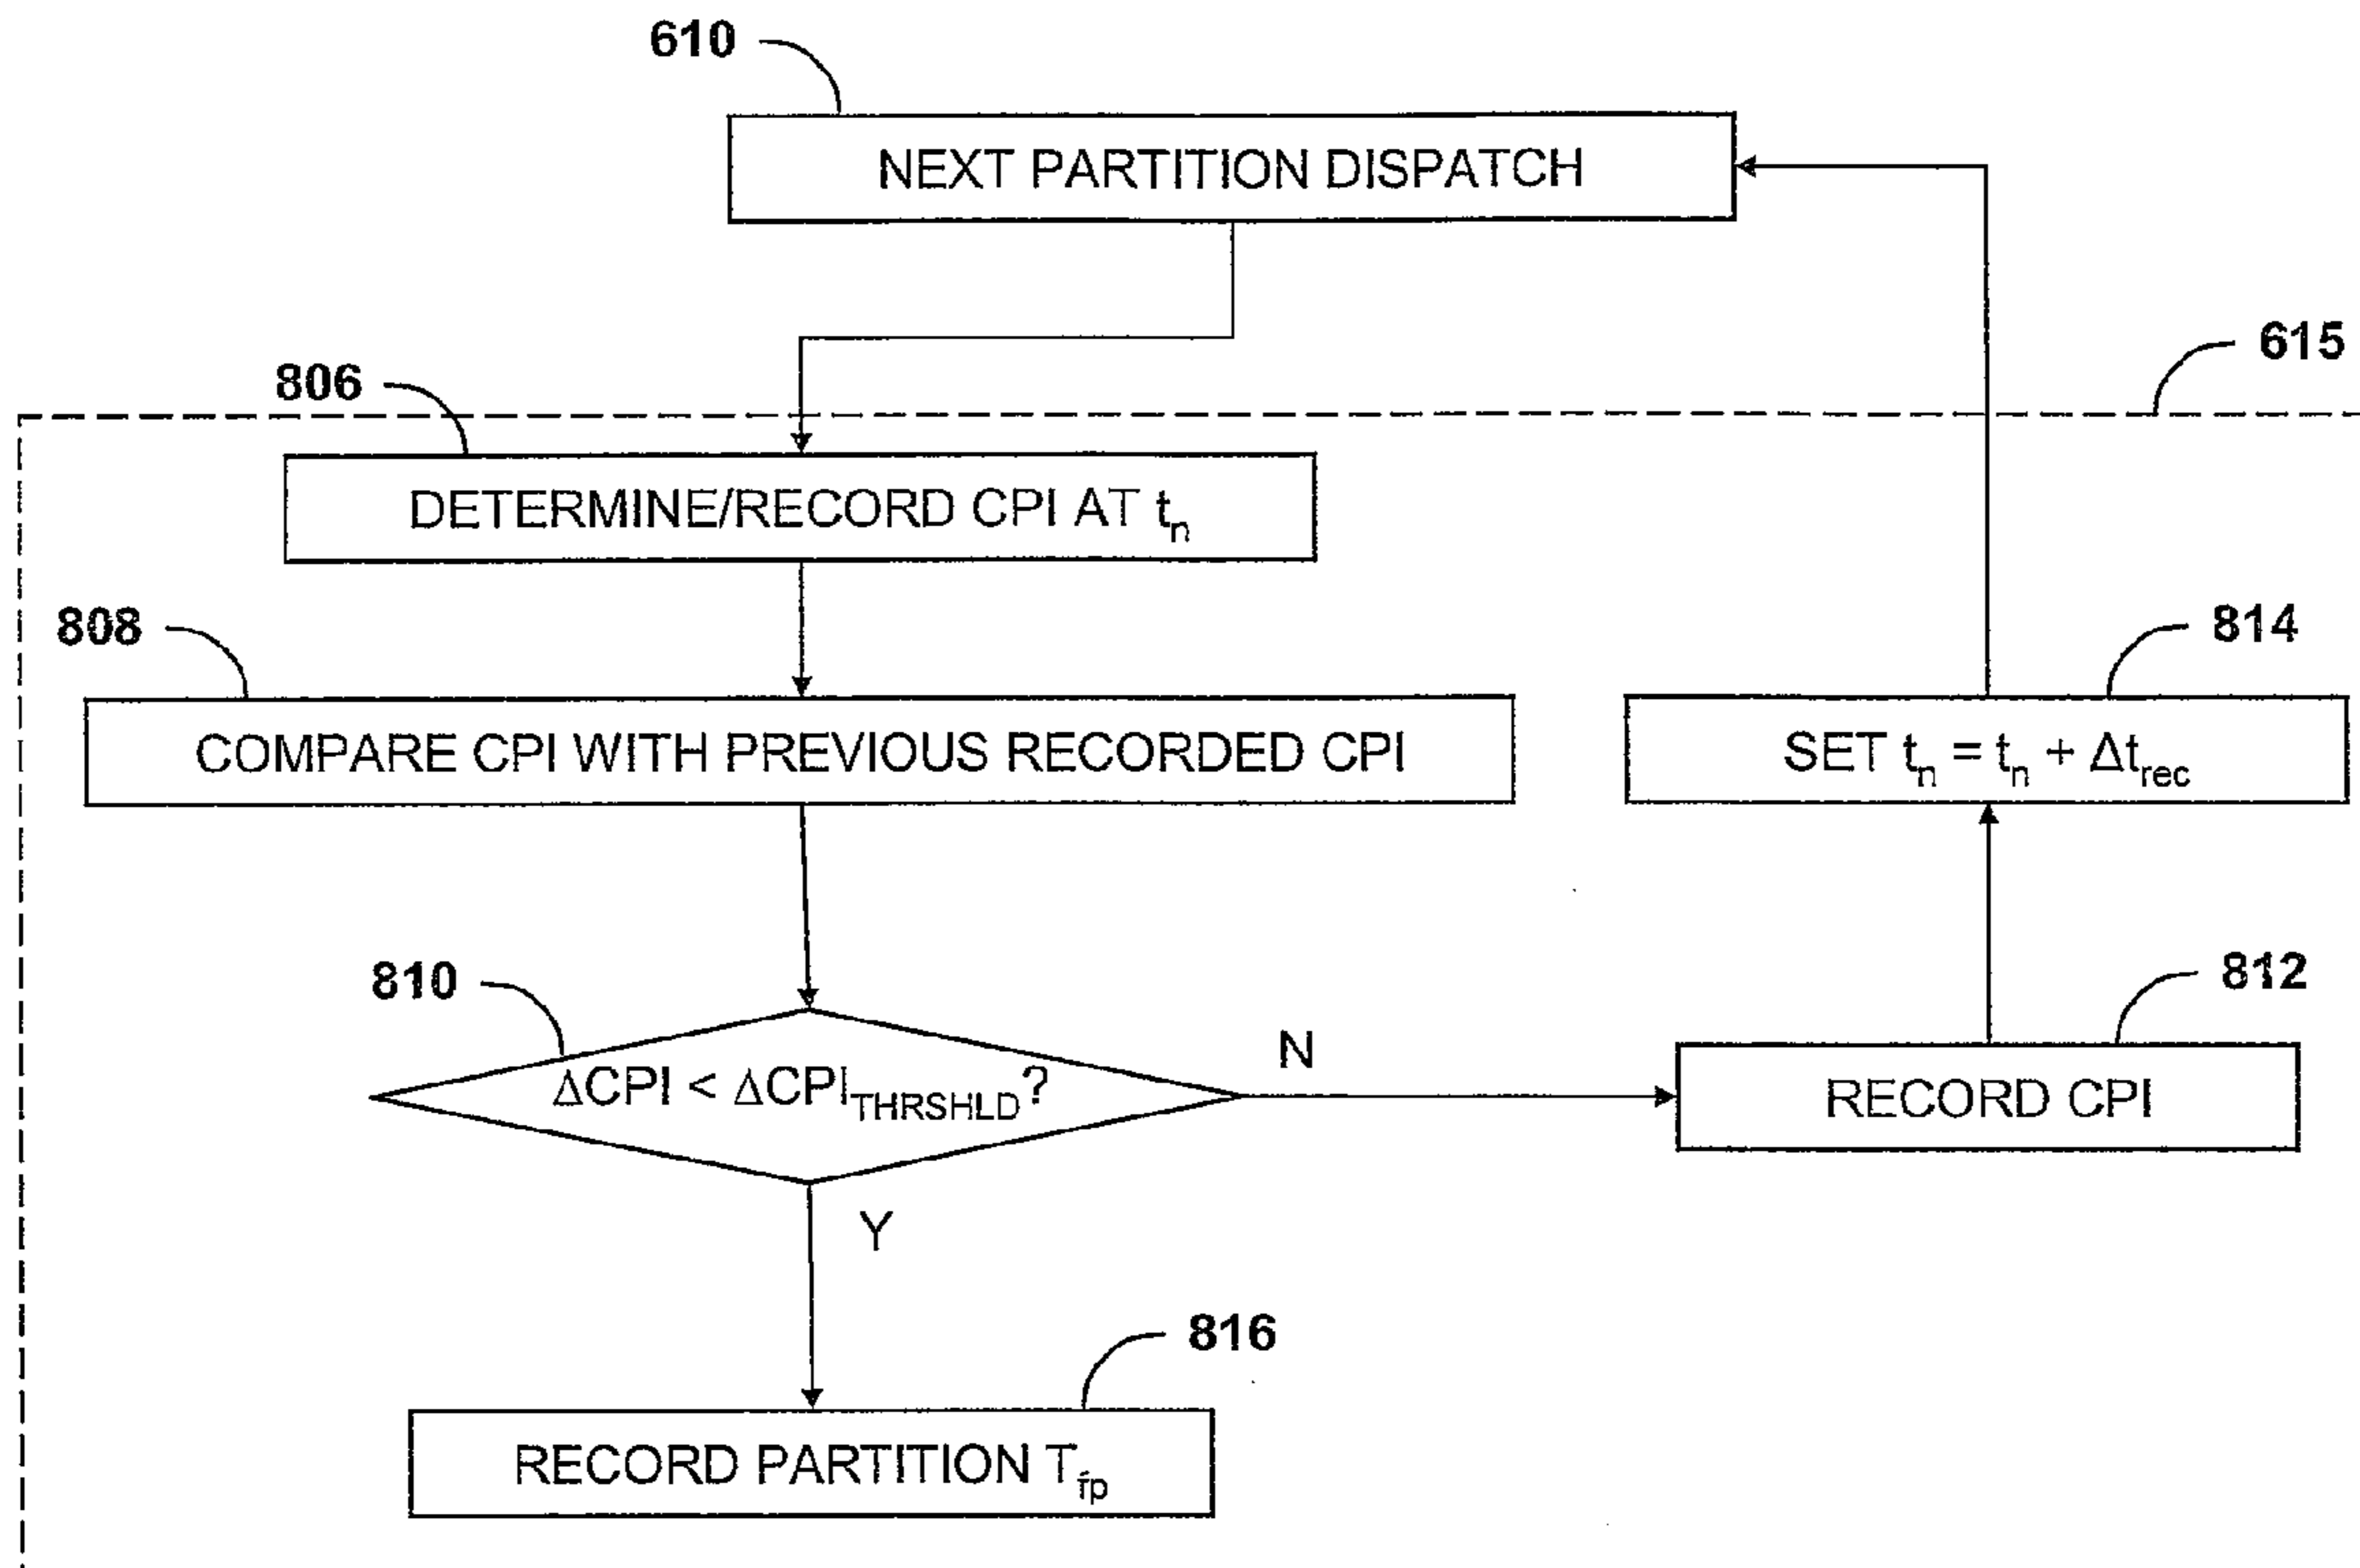 610
NEXT PARTITION DISPATCH
615
806
DETERMINE/RECORD CPI AT tn
808
COMPARE CPI WITH PREVIOUS RECORDED CPI
814
SET tn = tn + Δtrec
810
ΔCPI < ΔCPITHRSHLD?
N
812
RECORD CPI
Y
816
RECORD PARTITION Tfp